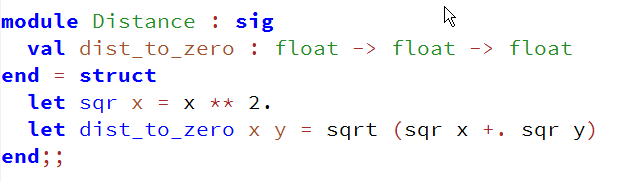 module Distance : sig
  val dist_to_zero : float -> float -> float
end = struct
  let sqr x = x ** 2.
  let dist_to_zero x y = sqrt (sqr x +. sqr y)
end;;